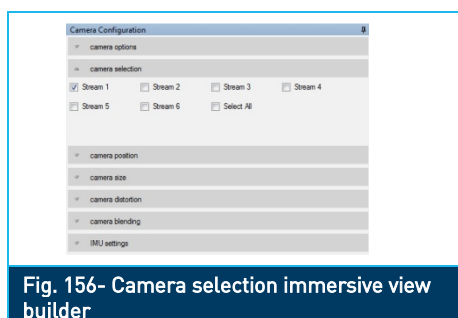 Camera Configuration
camera options
camera selection
Stream 1 Stream 2 Stream 3 Stream 4
Stream 5 Stream 6 Select All
camera position
camera size
camera distortion
camera blending
IMU settings
Fig. 156- Camera selection immersive view
builder